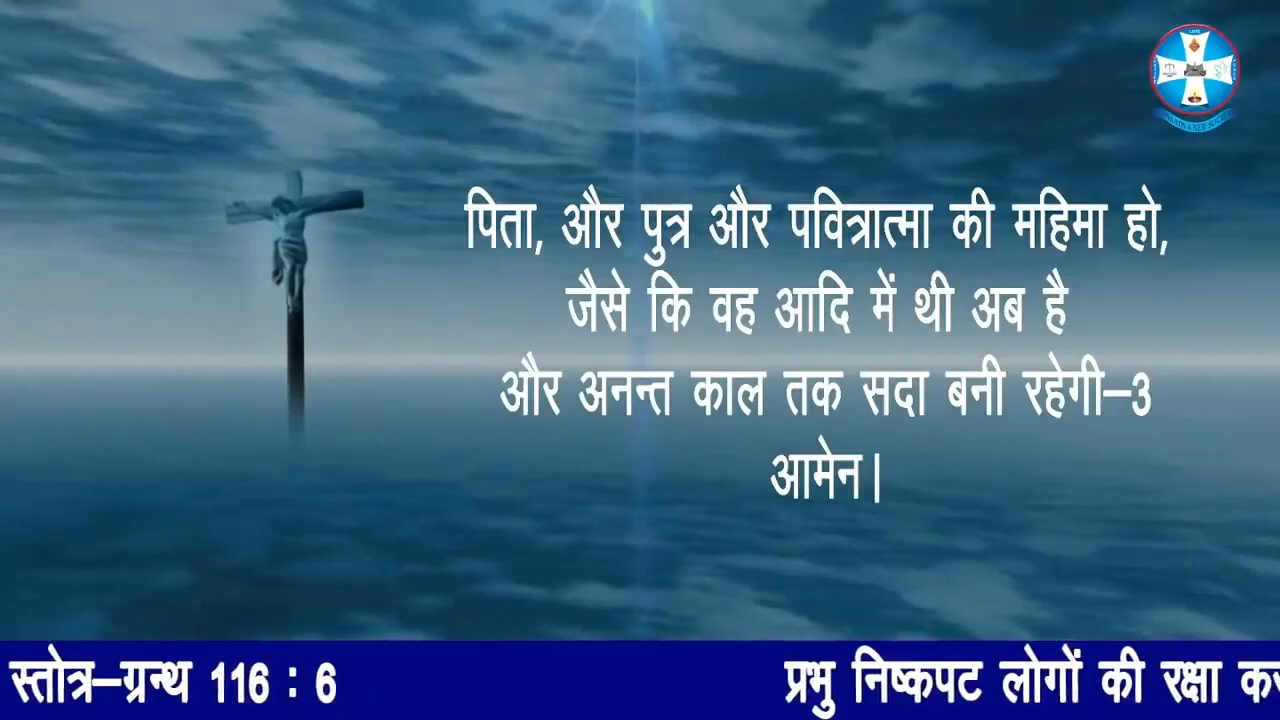 पिता, और पुत्र और पवित्रात्मा की महिमा हो,
जैसे कि वह आदि में थी अब है
और अनन्त काल तक सदा बनी रहेगी–3
आमेन|
स्तोत्र–ग्रन्थ 116 : 6
प्रभु निष्कपट लोगों की रक्षा